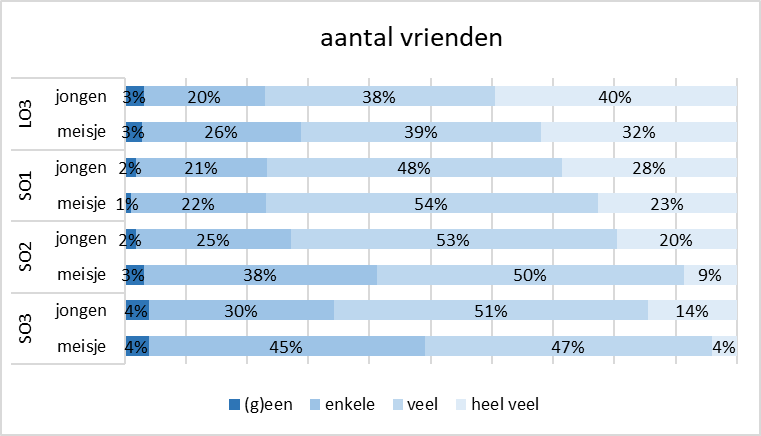 aantal vrienden
LO3
jongen 3% 20% 38% 40%
meisje 3% 26% 39% 32%
SO1
jongen 2% 21% 48% 28%
meisje 1% 22% 54% 23%
SO2
jongen 2% 25% 53% 20%
meisje 3% 38% 50% 9%
SO3
jongen 4% 30% 51% 14%
meisje 4% 45% 47% 4%
(g)een enkele veel heel veel